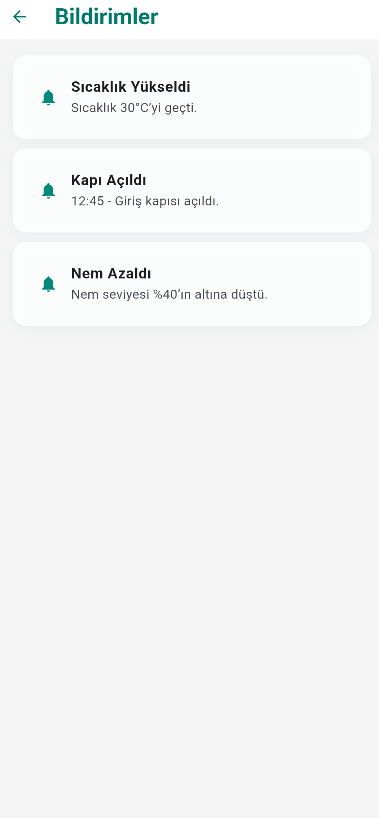 Bildirimler
Sıcaklık Yükseldi
Sıcaklık 30°C’yi geçti.
Kapı Açıldı
12:45 - Giriş kapısı açıldı.
Nem Azaldı
Nem seviyesi %40’ın altına düştü.